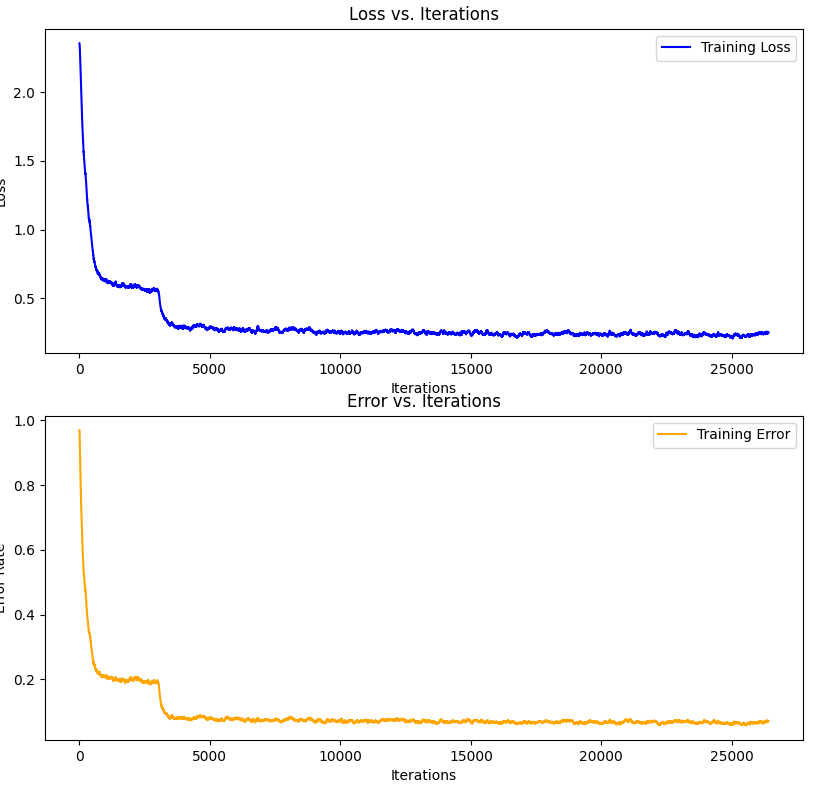 Loss vs. Iterations
Training Loss
Loss
2.0
1.5
1.0
0.5
0 5000 10000 15000 20000 25000
Iterations
Error vs. Iterations
Training Error
Error Rate
1.0
0.8
0.6
0.4
0.2
0 5000 10000 15000 20000 25000
Iterations